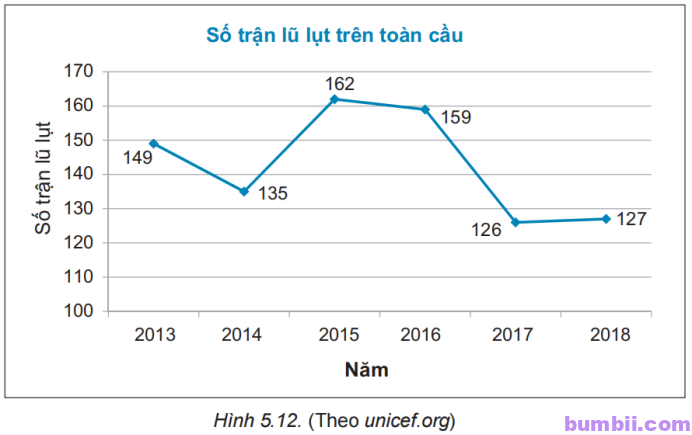 Số trận lũ lụt trên toàn cầu
170
162
160
159
150
149
140
135
130
127
126
120
110
100
Số trận lũ lụt
2013 2014 2015 2016 2017 2018
Năm
Hình 5.12. (Theo unicef.org)
bumbii.com